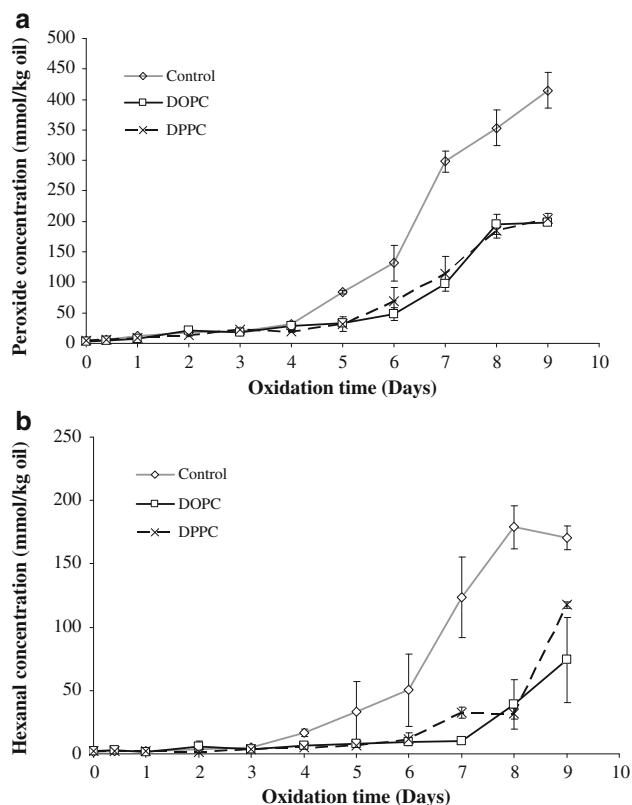 a
Peroxide concentration (mmol/kg oil)
500
450
400
350
300
250
200
150
100
50
0
Control
DOPC
DPPC
0 1 2 3 4 5 6 7 8 9 10
Oxidation time (Days)
b
Hexanal concentration (mmol/kg oil)
250
200
150
100
50
0
Control
DOPC
DPPC
0 1 2 3 4 5 6 7 8 9 10
Oxidation time (Days)